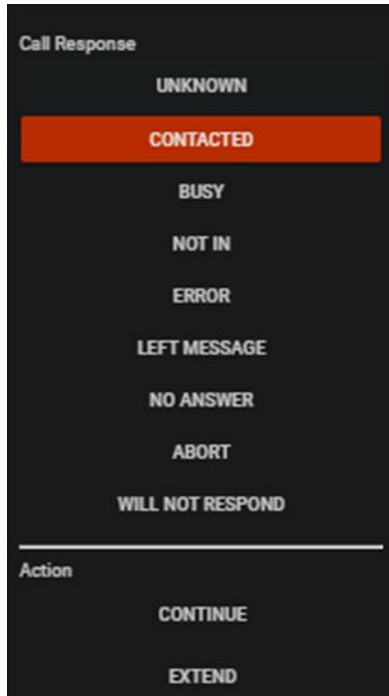 Call Response
UNKNOWN
CONTACTED
BUSY
NOT IN
ERROR
LEFT MESSAGE
NO ANSWER
ABORT
WILL NOT RESPOND
Action
CONTINUE
EXTEND